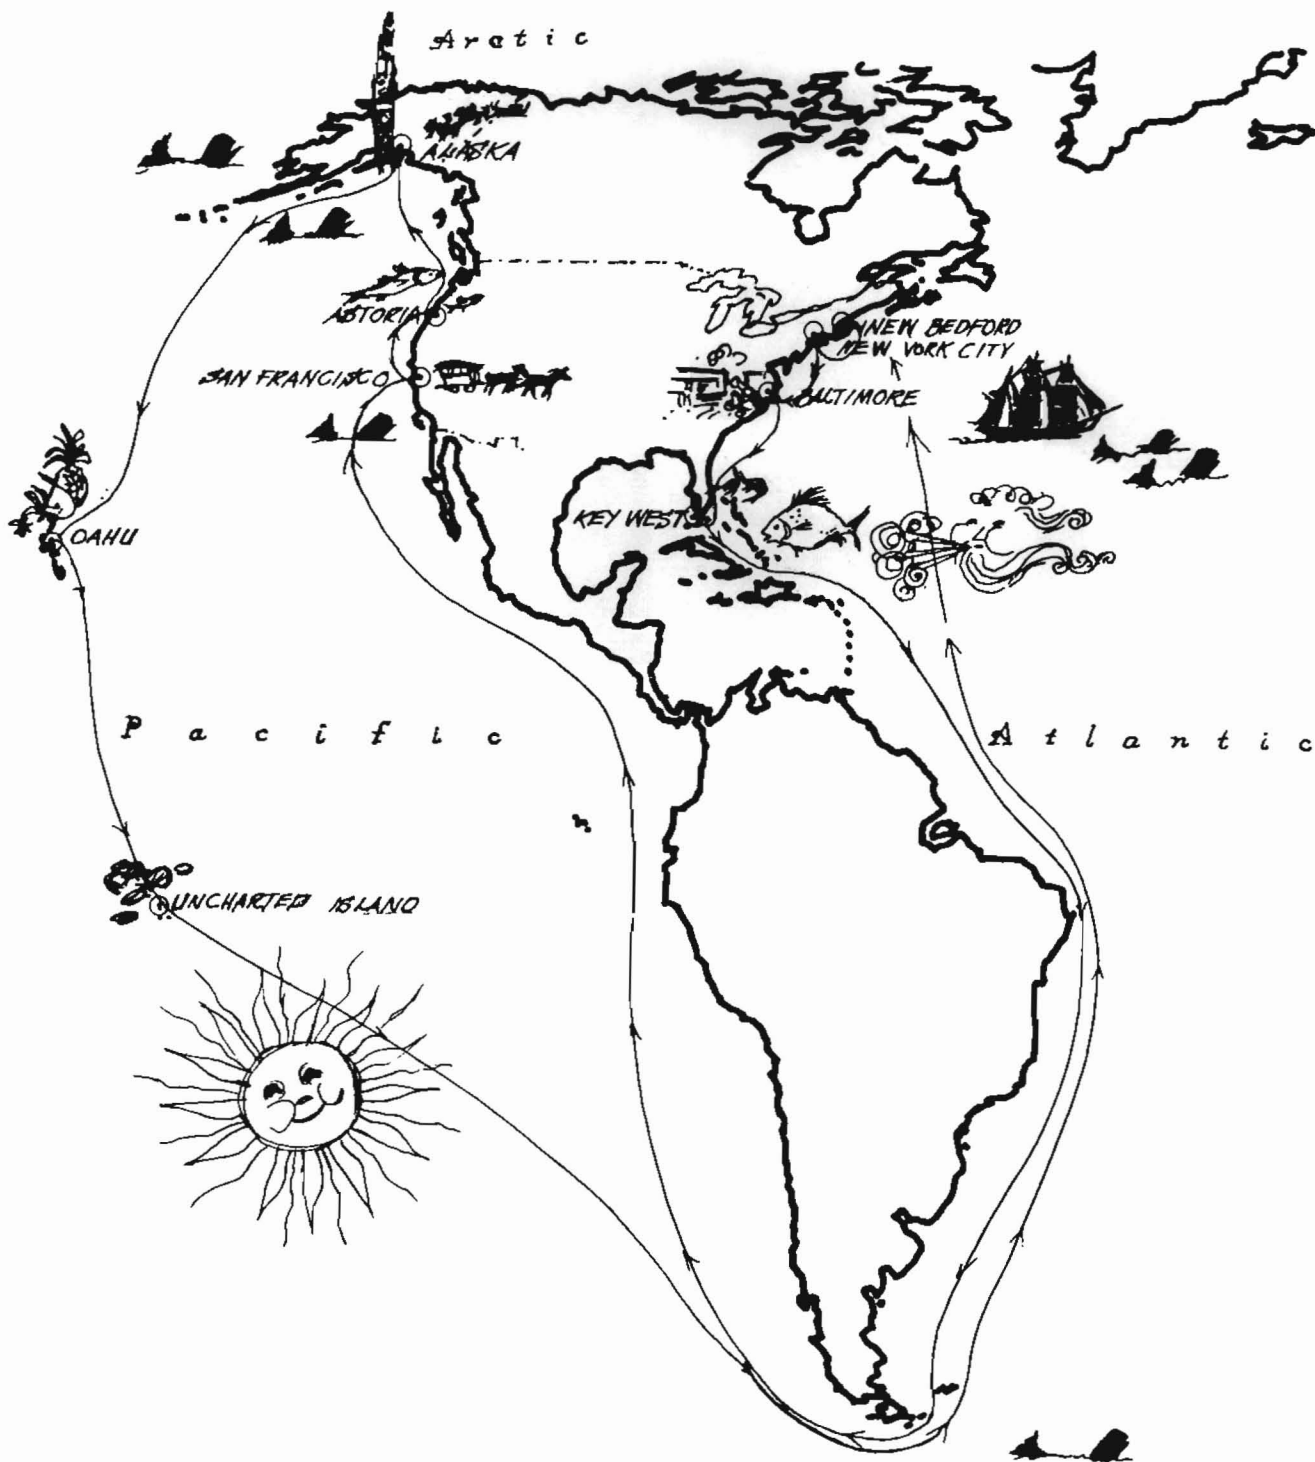 Arctic
ALASKA
ASTORIA
NEW BEDFORD
NEW YORK CITY
SAN FRANCISCO
BALTIMORE
KEY WEST
OAHU
Pacific
Atlantic
UNCHARTED ISLAND